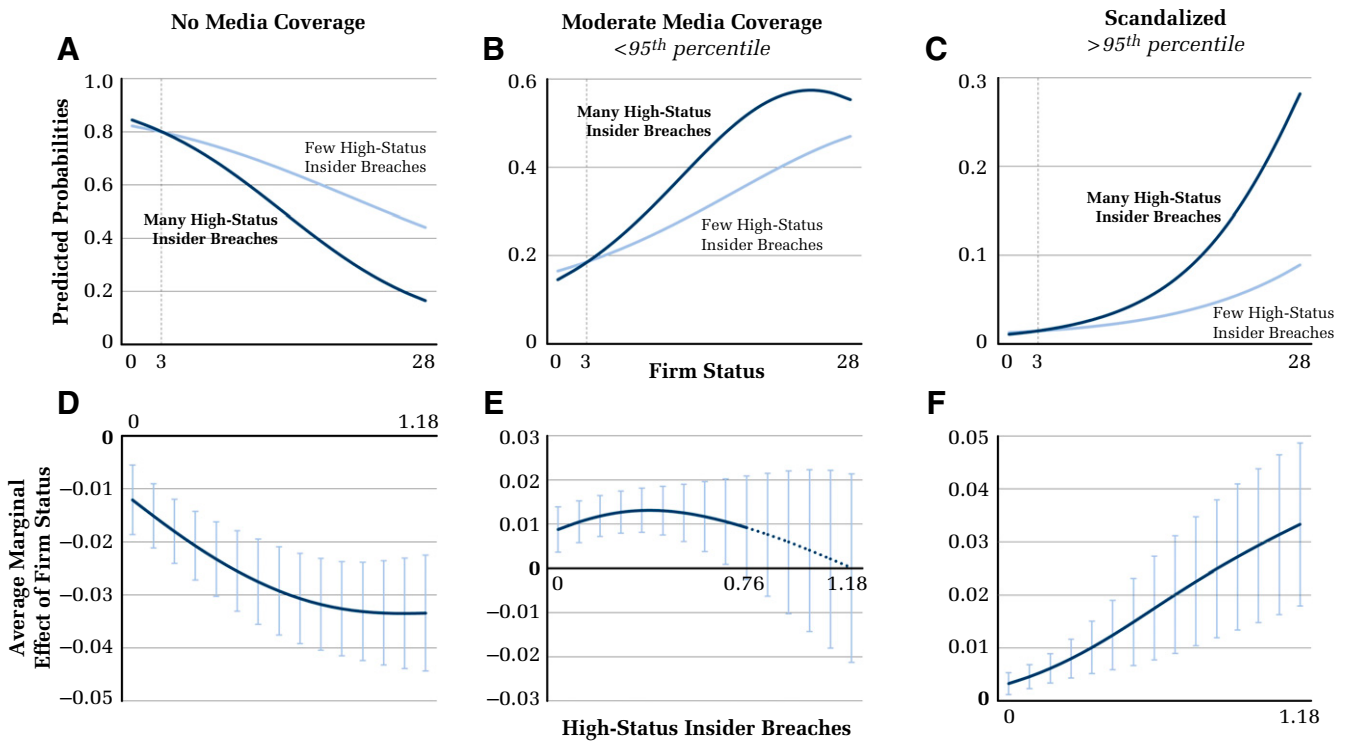 No Media Coverage
A
1.0
0.8
0.6
0.4
0.2
0
Predicted Probabilities
Few High-Status
Insider Breaches
Many High-Status
Insider Breaches
0 3 28
Moderate Media Coverage
<95th percentile
B
0.6
0.4
0.2
0
Many High-Status
Insider Breaches
Few High-Status
Insider Breaches
0 3 28
Firm Status
Scandalized
>95th percentile
C
0.3
0.2
0.1
0
Many High-Status
Insider Breaches
Few High-Status
Insider Breaches
0 3 28
D
0 1.18
0
−0.01
−0.02
−0.03
−0.04
−0.05
Average Marginal
Effect of Firm Status
E
0.03
0.02
0.01
0
−0.01
−0.02
−0.03
0 0.76 1.18
High-Status Insider Breaches
F
0.05
0.04
0.03
0.02
0.01
0
0 1.18